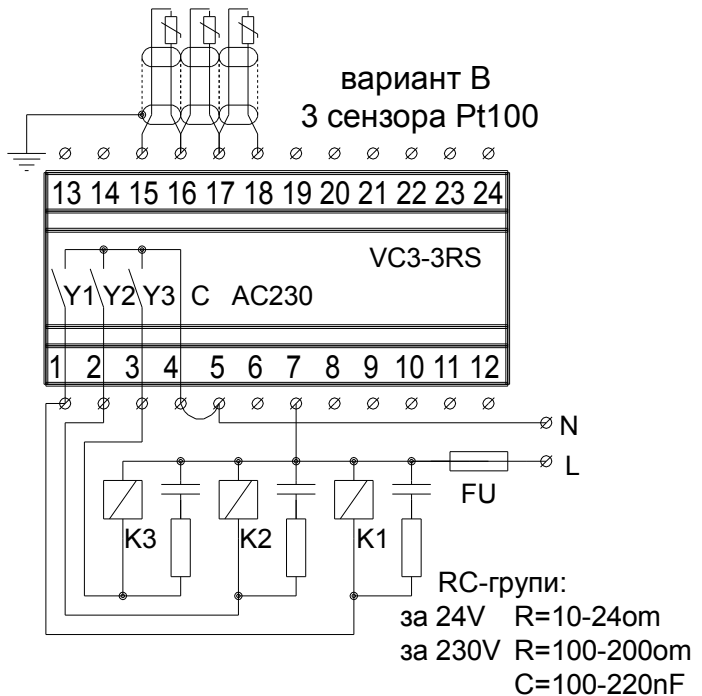 вариант В
3 сензора Pt100
13 14 15 16 17 18 19 20 21 22 23 24
VC3-3RS
Y1 Y2 Y3 C AC230
1 2 3 4 5 6 7 8 9 10 11 12
N
L
FU
K3 K2 K1
RC-групи:
за 24V R=10-24om
за 230V R=100-200om
C=100-220nF